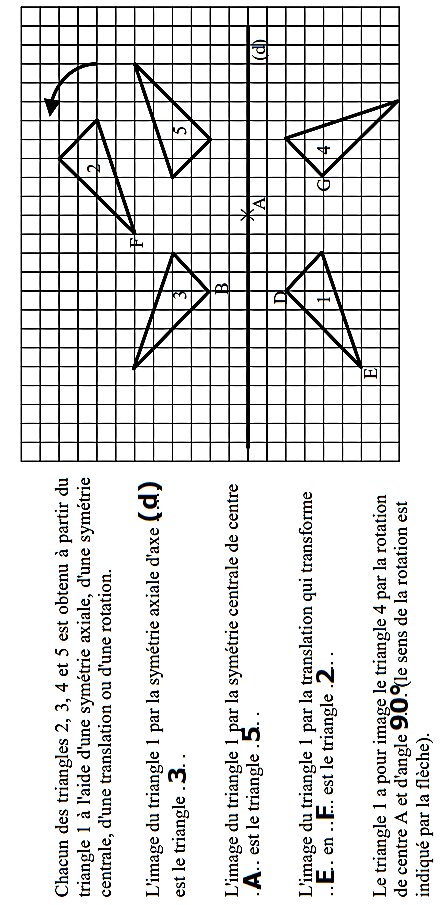 Chacun des triangles 2, 3, 4 et 5 est obtenu à partir du
triangle 1 à l'aide d'une symétrie axiale, d'une symétrie
centrale, d'une translation ou d'une rotation.
L'image du triangle 1 par la symétrie axiale d'axe (d)
est le triangle .3. .
L'image du triangle 1 par la symétrie centrale de centre
.A. . est le triangle .5. .
L'image du triangle 1 par la translation qui transforme
. .E. . en . .F. . . est le triangle .2. . .
Le triangle 1 a pour image le triangle 4 par la rotation
de centre A et d'angle 90°.(le sens de la rotation est
indiqué par la flèche).
2
F
5
(d)
3
B
A
D
1
E
G
4